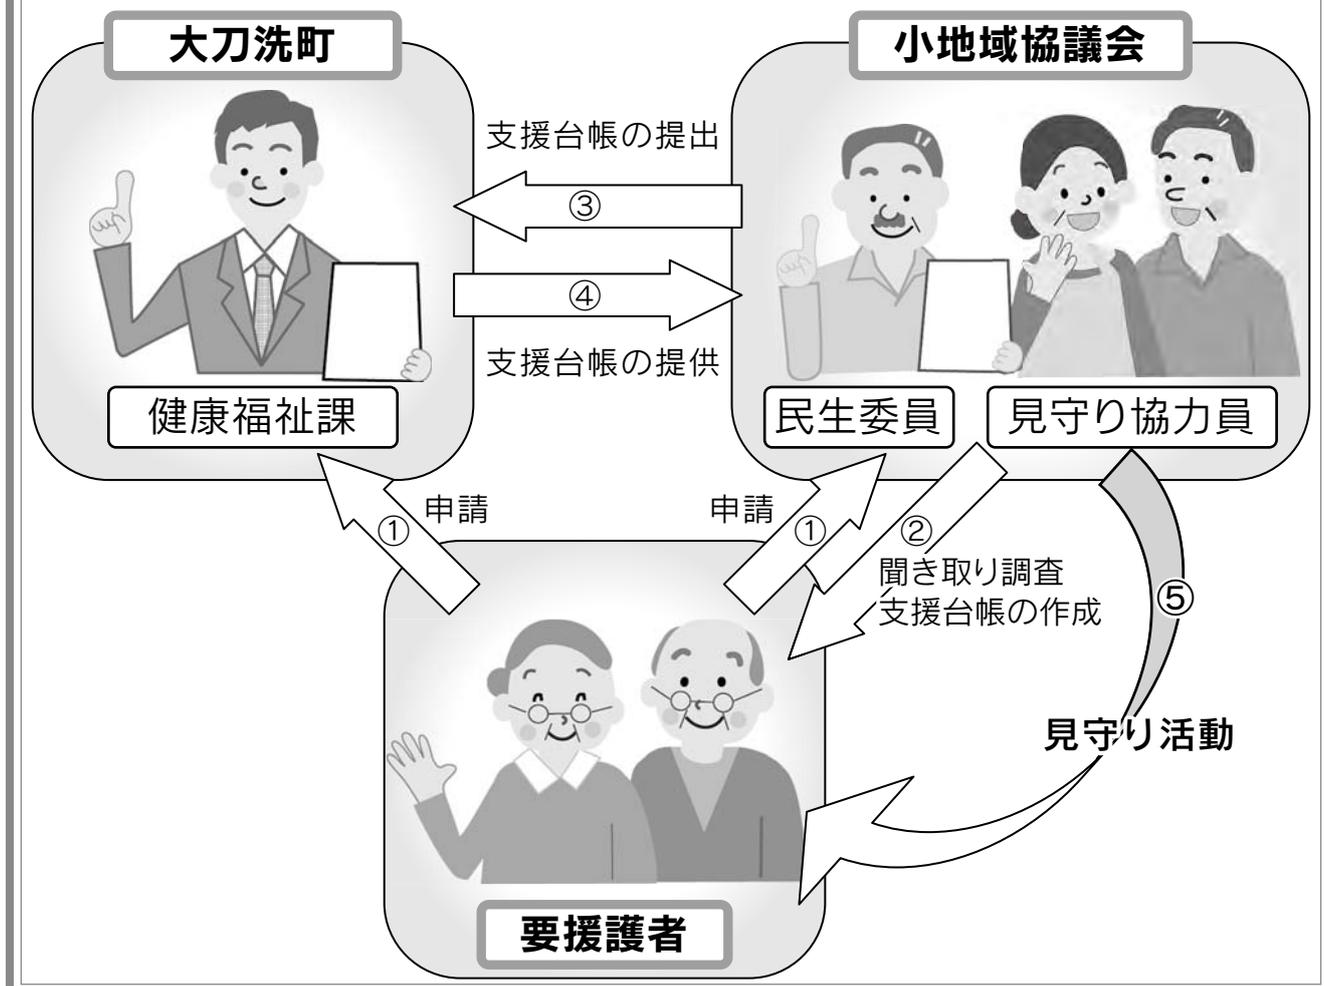 大刀洗町
小地域協議会
支援台帳の提出
③
④
支援台帳の提供
健康福祉課
民生委員
見守り協力員
申請
①
申請
①
②
聞き取り調査
支援台帳の作成
⑤
見守り活動
要援護者